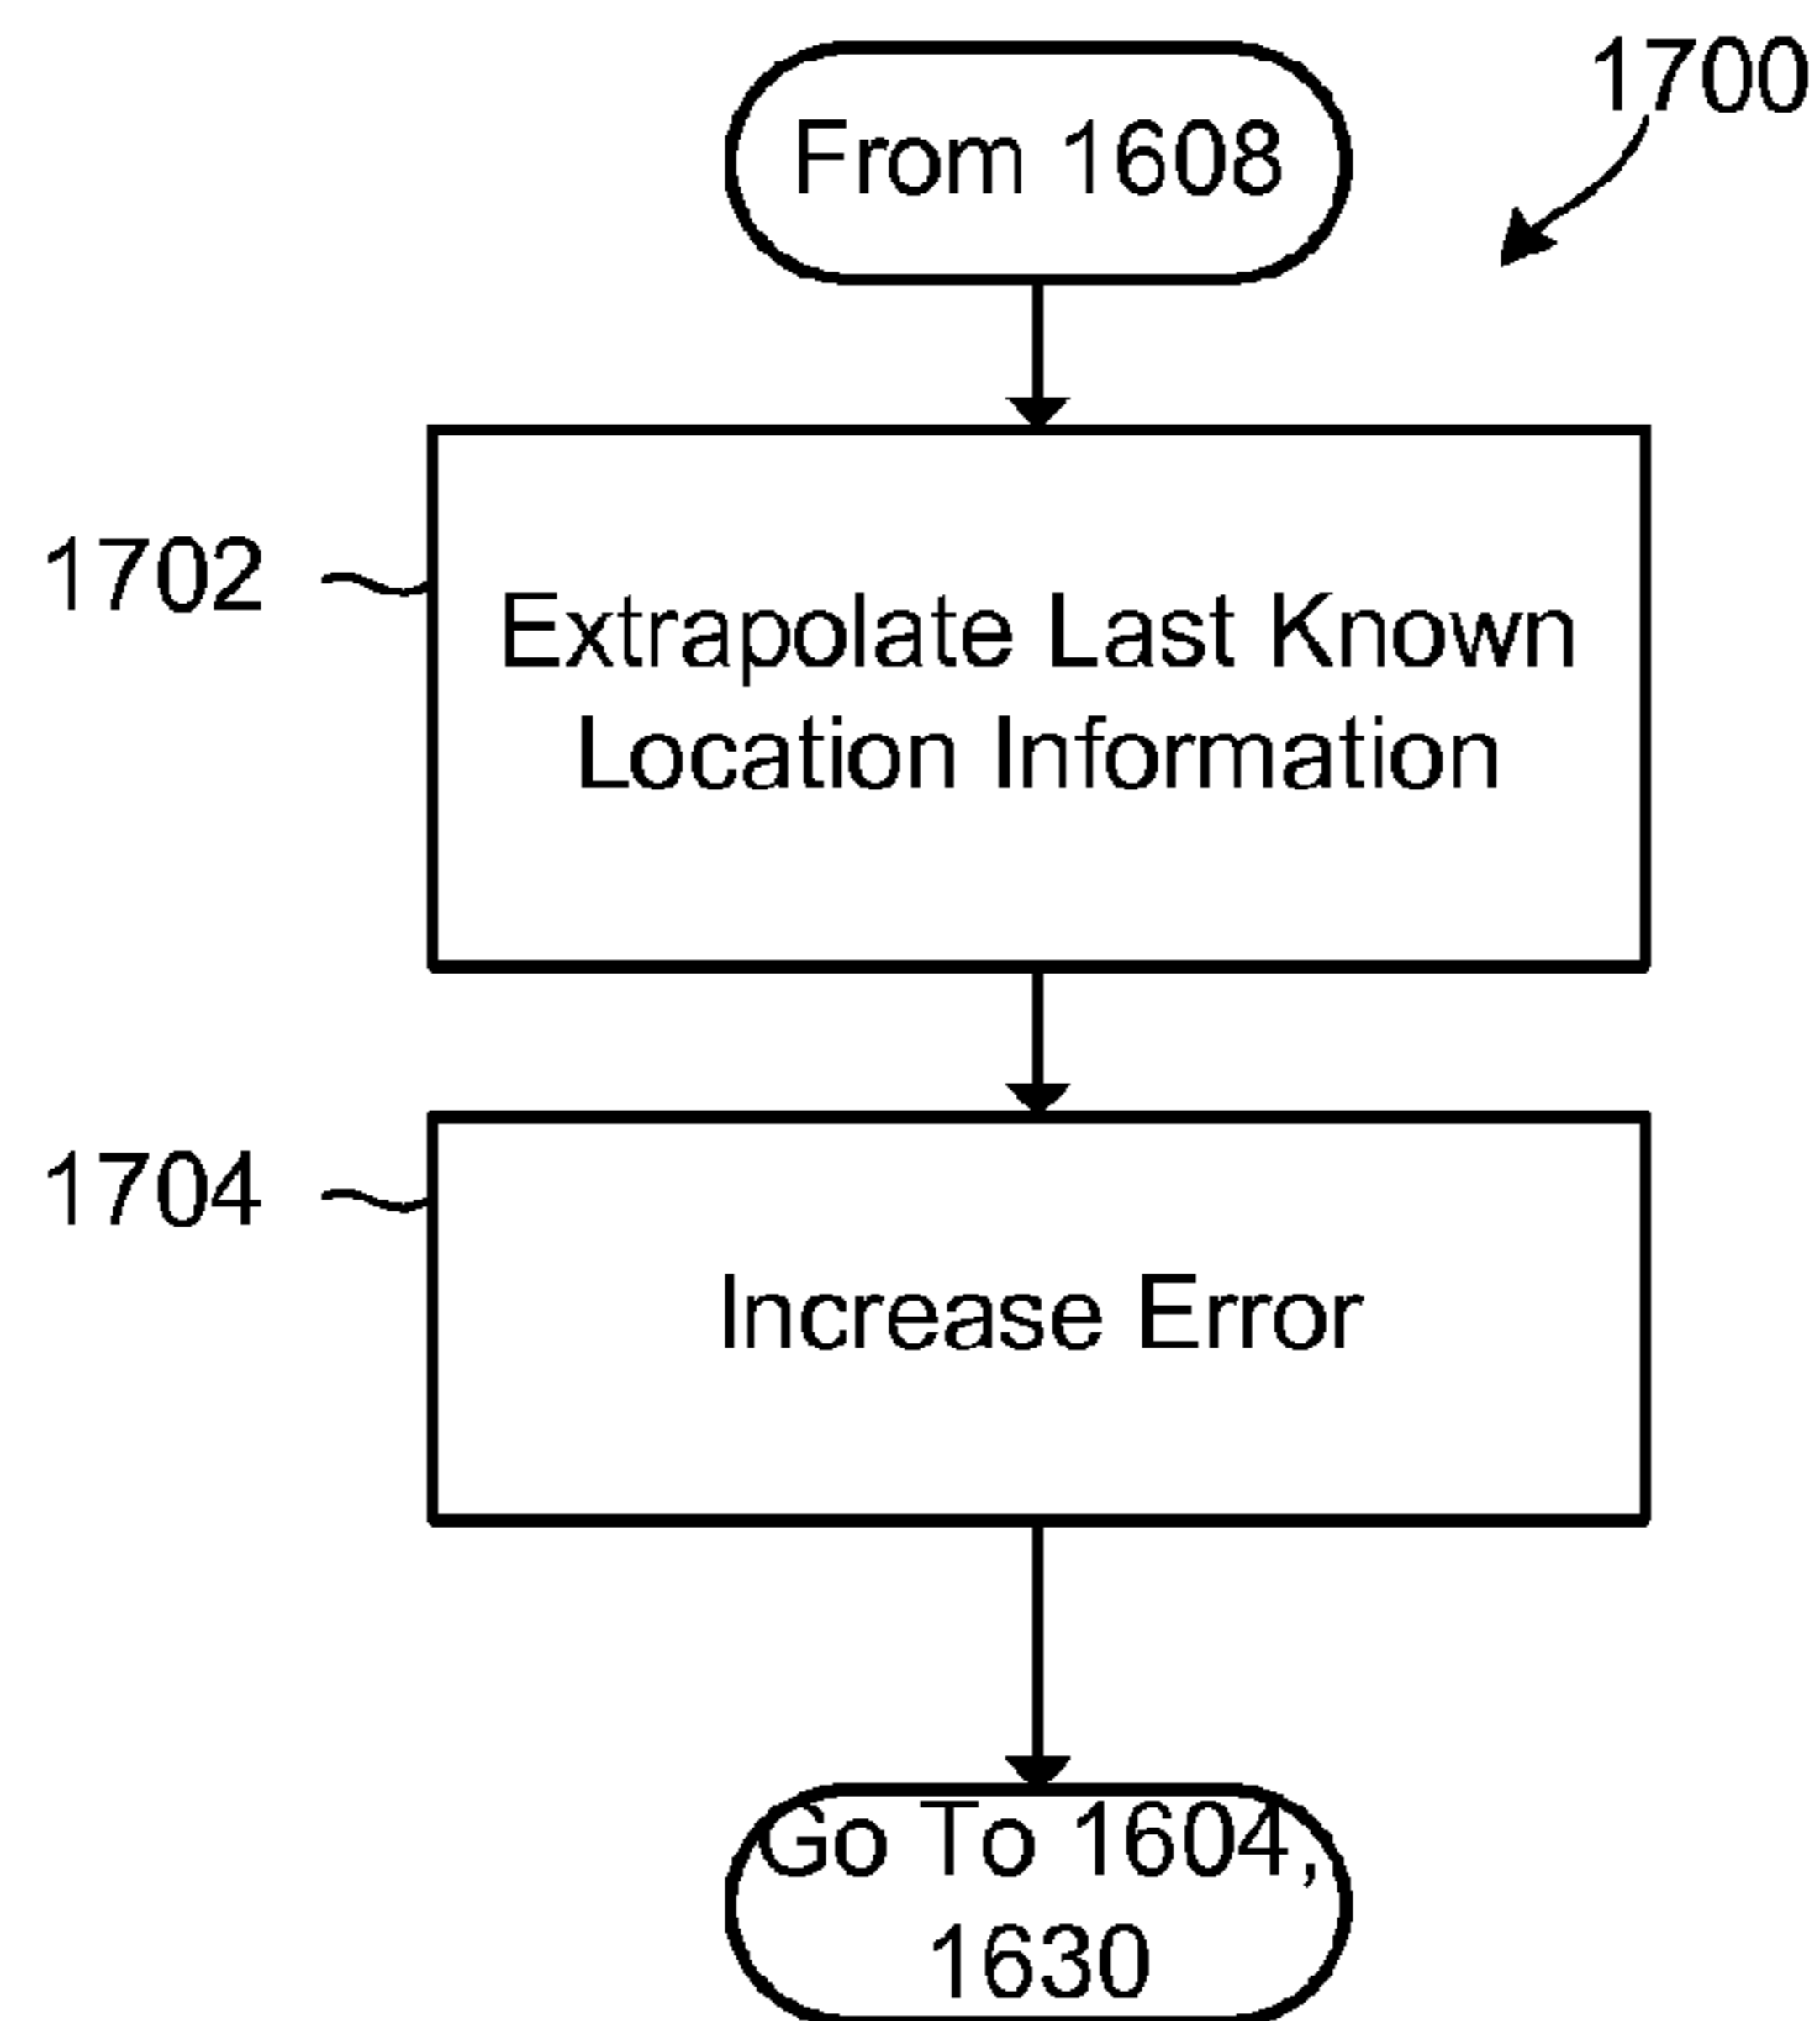 1700
From 1608
1702
Extrapolate Last Known
Location Information
1704
Increase Error
Go To 1604,
1630